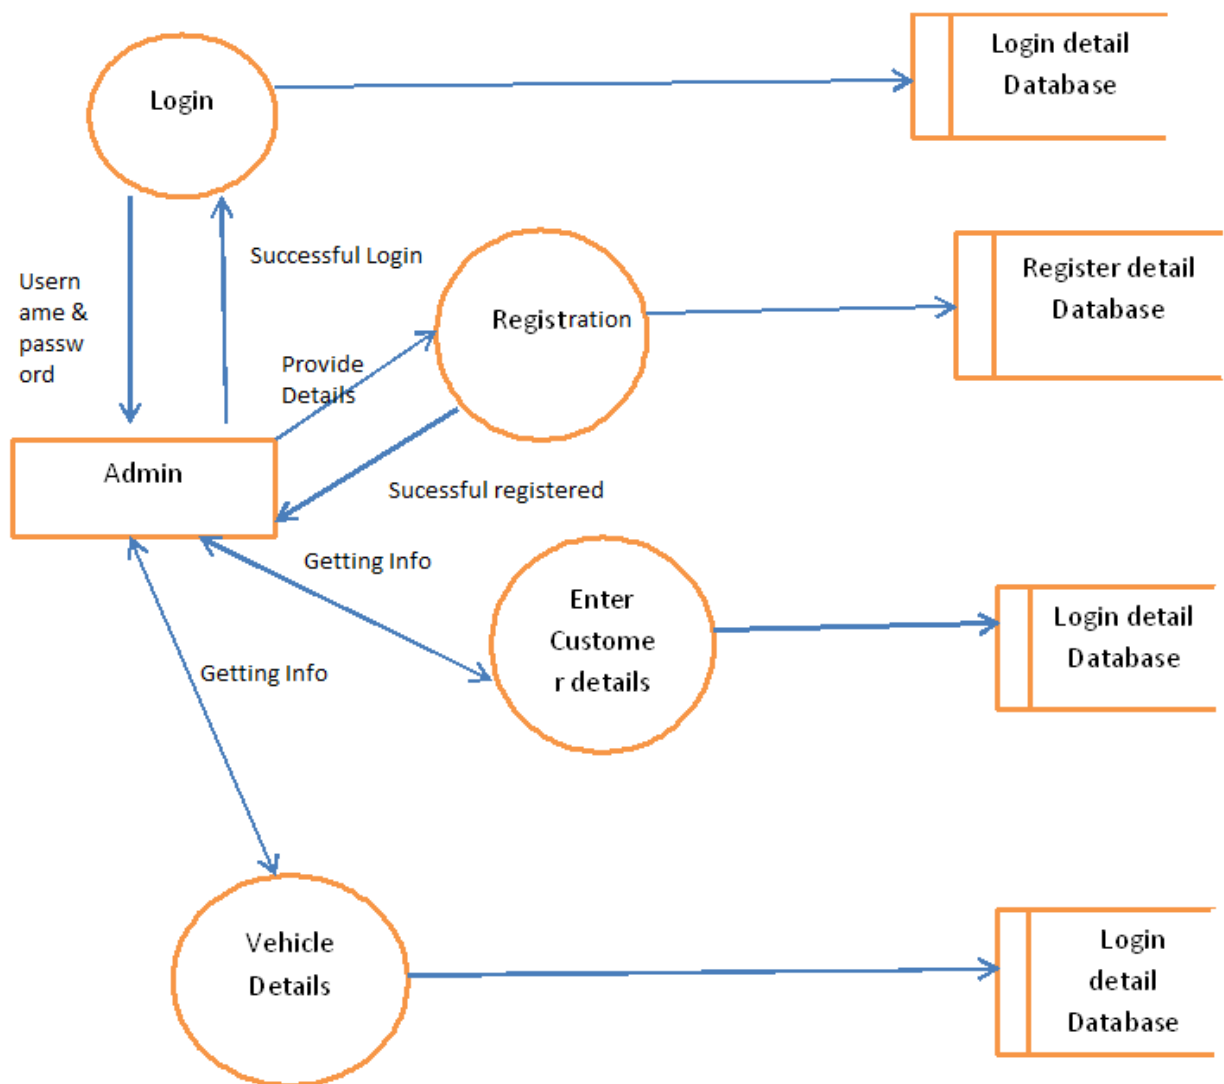 Login
Login detail
Database
Successful Login
Usern
ame &
passw
ord
Registration
Register detail
Database
Provide
Details
Admin
Sucessful registered
Getting Info
Enter
Custome
r details
Login detail
Database
Getting Info
Vehicle
Details
Login
detail
Database